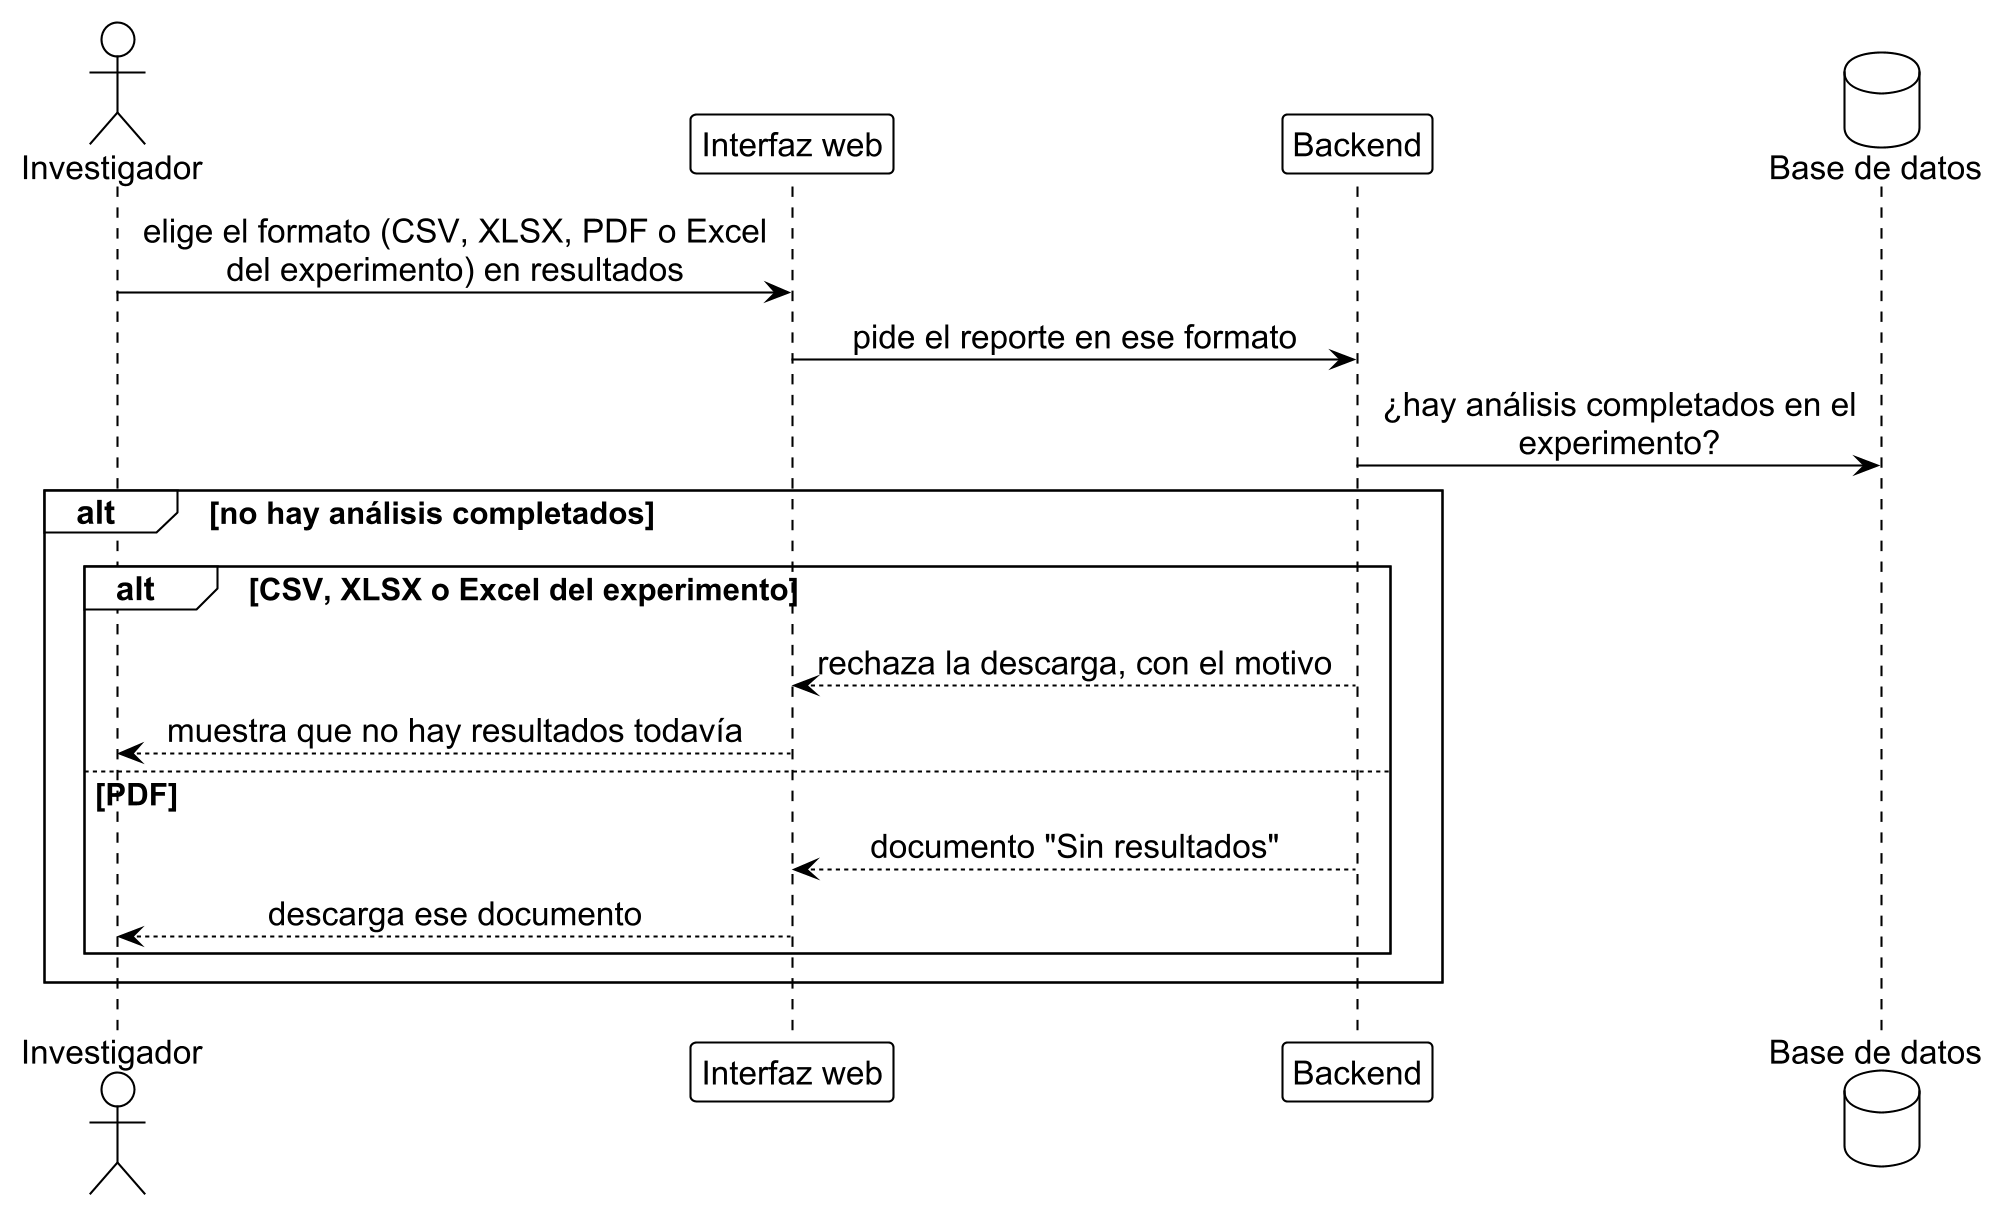 Investigador
Interfaz web
Backend
Base de datos
elige el formato (CSV, XLSX, PDF o Excel
del experimento) en resultados
pide el reporte en ese formato
¿hay análisis completados en el
experimento?
alt
[no hay análisis completados]
alt
[CSV, XLSX o Excel del experimento]
rechaza la descarga, con el motivo
muestra que no hay resultados todavía
[PDF]
documento "Sin resultados"
descarga ese documento
Investigador
Interfaz web
Backend
Base de datos